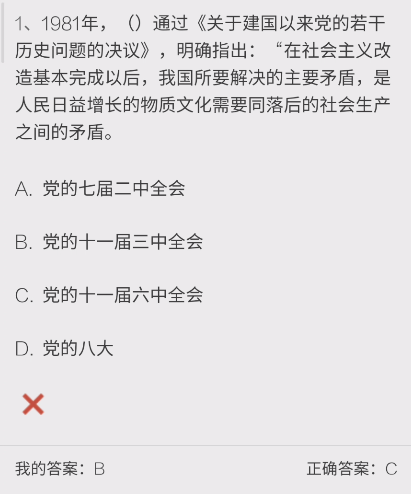 1、1981年，（）通过《关于建国以来党的若干
历史问题的决议》，明确指出：“在社会主义改
造基本完成以后，我国所要解决的主要矛盾，是
人民日益增长的物质文化需要同落后的社会生产
之间的矛盾。
A. 党的七届二中全会
B. 党的十一届三中全会
C. 党的十一届六中全会
D. 党的八大
我的答案：B
正确答案：C